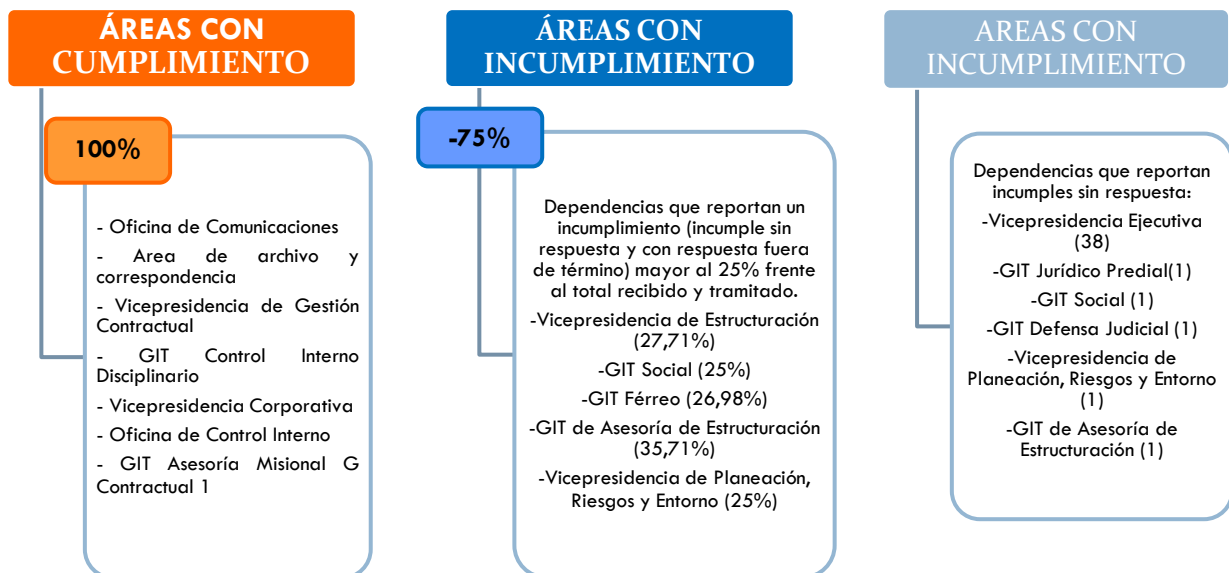 ÁREAS CON
CUMPLIMIENTO
100%
- Oficina de Comunicaciones
- Area de archivo y
correspondencia
- Vicepresidencia de Gestión
Contractual
- GIT Control Interno
Disciplinario
- Vicepresidencia Corporativa
- Oficina de Control Interno
- GIT Asesoría Misional G
Contractual 1
ÁREAS CON
INCUMPLIMIENTO
-75%
Dependencias que reportan un
incumplimiento (incumple sin
respuesta y con respuesta fuera
de término) mayor al 25% frente
al total recibido y tramitado.
-Vicepresidencia de Estructuración
(27,71%)
-GIT Social (25%)
-GIT Férreo (26,98%)
-GIT de Asesoría de Estructuración
(35,71%)
-Vicepresidencia de Planeación,
Riesgos y Entorno (25%)
AREAS CON
INCUMPLIMIENTO
Dependencias que reportan
incumples sin respuesta:
-Vicepresidencia Ejecutiva
(38)
-GIT Jurídico Predial(1)
-GIT Social (1)
-GIT Defensa Judicial (1)
-Vicepresidencia de
Planeación, Riesgos y Entorno
(1)
-GIT de Asesoría de
Estructuración (1)